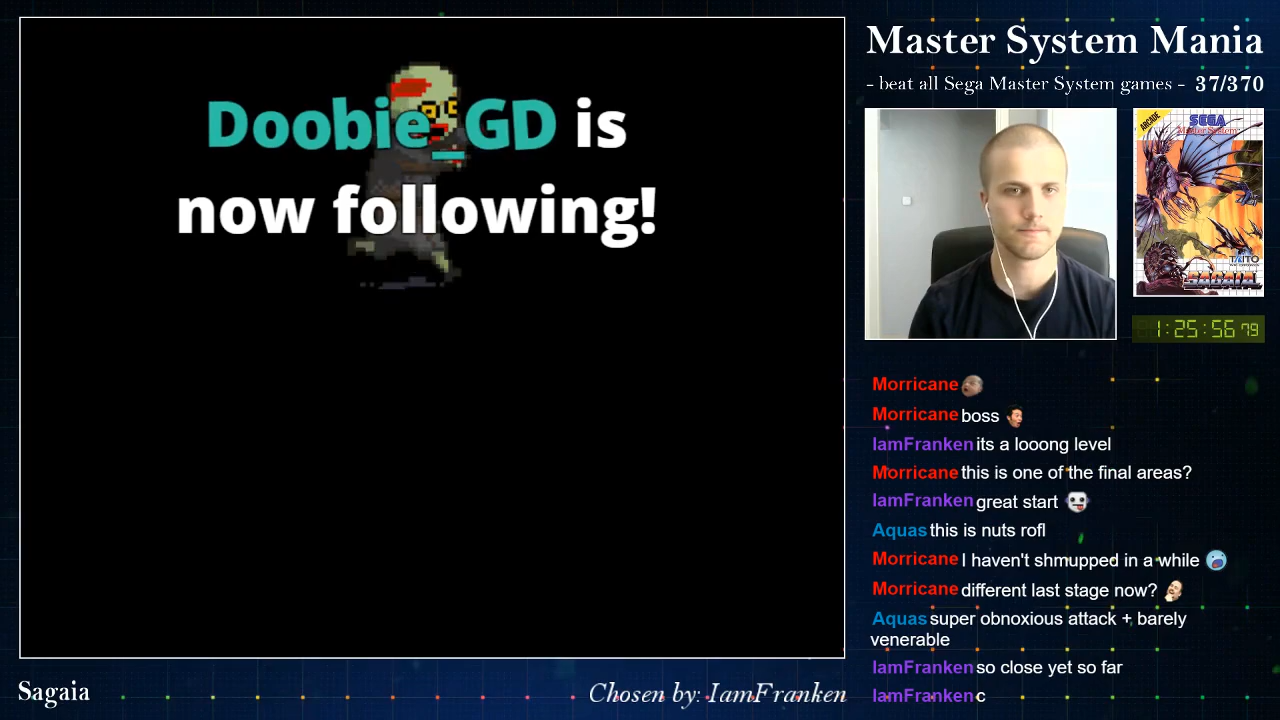 Doobie_GD is
now following!
Master System Mania
- beat all Sega Master System games - 37/370
ARCADE
SEGA
Master System
TAITO
SAGAIA
1:25:56 79
Morricane
Morricane boss
IamFranken its a looong level
Morricane this is one of the final areas?
IamFranken great start
Aquas this is nuts rofl
Morricane I haven't shmupped in a while
Morricane different last stage now?
Aquas super obnoxious attack + barely
venerable
IamFranken so close yet so far
IamFranken c
Sagaia
Chosen by: IamFranken